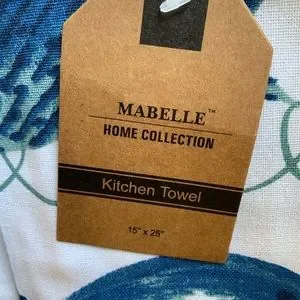 MABELLE™
HOME COLLECTION
Kitchen Towel
15" x 25"